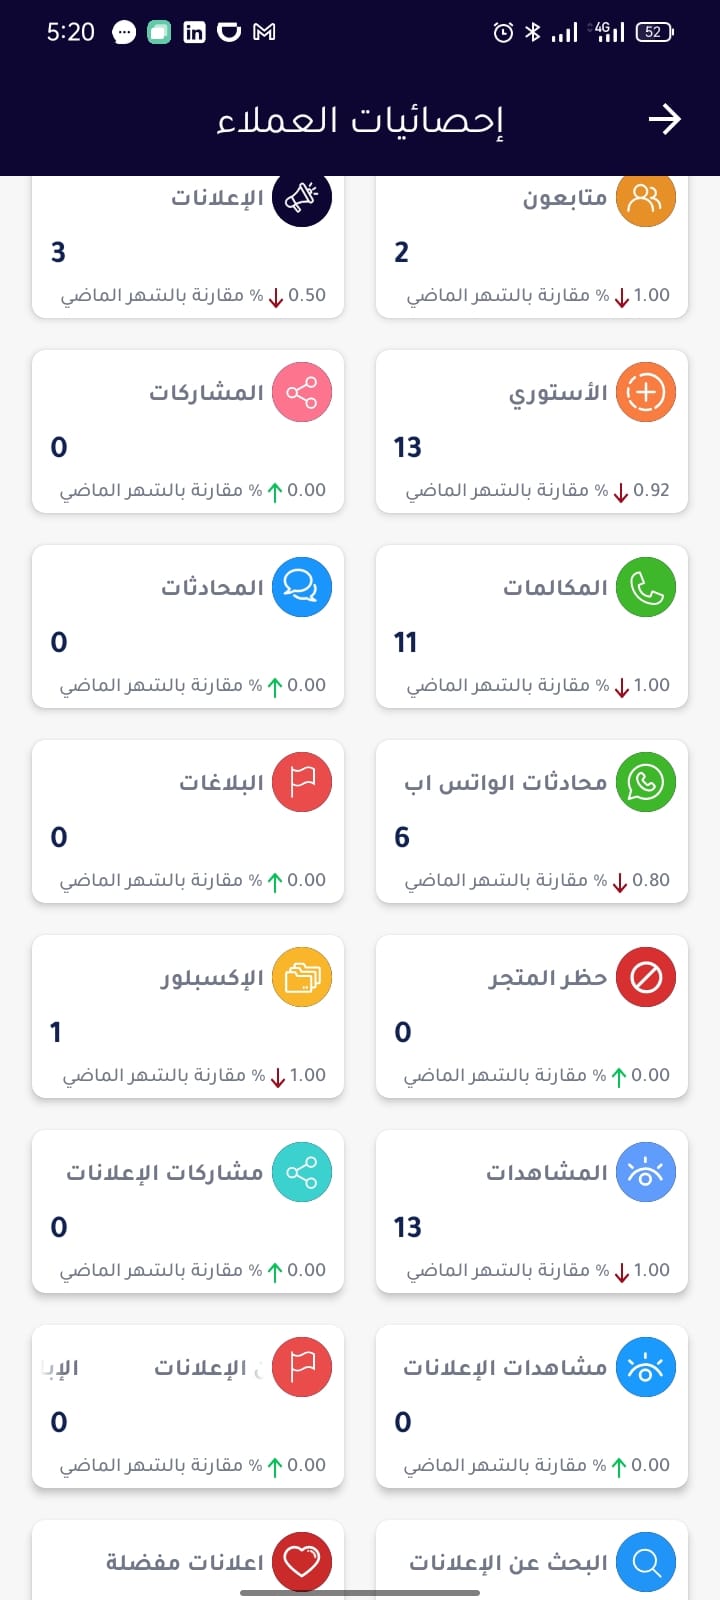 5:20
4G
52
إحصائيات العملاء
متابعون
2
1.00 % مقارنة بالشهر الماضي
الإعلانات
3
0.50 % مقارنة بالشهر الماضي
الأستوري
13
0.92 % مقارنة بالشهر الماضي
المشاركات
0
0.00 % مقارنة بالشهر الماضي
المكالمات
11
1.00 % مقارنة بالشهر الماضي
المحادثات
0
0.00 % مقارنة بالشهر الماضي
محادثات الواتس اب
6
0.80 % مقارنة بالشهر الماضي
البلاغات
0
0.00 % مقارنة بالشهر الماضي
حظر المتجر
0
0.00 % مقارنة بالشهر الماضي
الإكسبلور
1
1.00 % مقارنة بالشهر الماضي
المشاهدات
13
1.00 % مقارنة بالشهر الماضي
مشاركات الإعلانات
0
0.00 % مقارنة بالشهر الماضي
مشاهدات الإعلانات
0
0.00 % مقارنة بالشهر الماضي
الإعلانات
0
0.00 % مقارنة بالشهر الماضي
البحث عن الإعلانات
اعلانات مفضلة